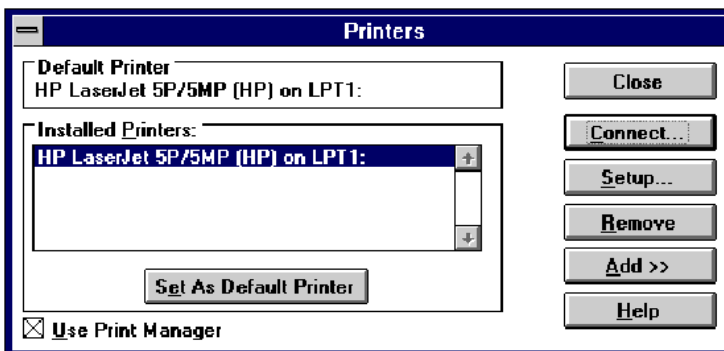 Printers
Default Printer
HP LaserJet 5P/5MP (HP) on LPT1:
Installed Printers:
HP LaserJet 5P/5MP (HP) on LPT1:
Set As Default Printer
Use Print Manager
Close
Connect...
Setup...
Remove
Add >>
Help